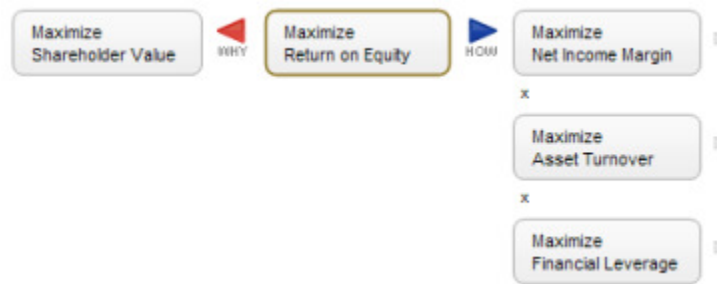 Maximize
Shareholder Value
WHY
Maximize
Return on Equity
HOW
Maximize
Net Income Margin
x
Maximize
Asset Turnover
x
Maximize
Financial Leverage